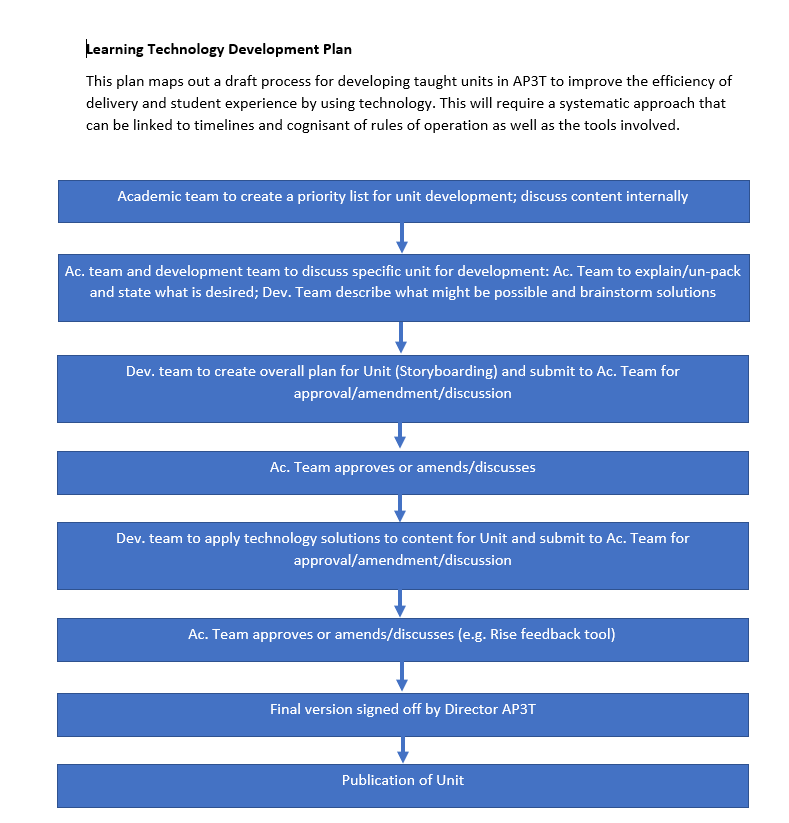 Learning Technology Development Plan
This plan maps out a draft process for developing taught units in AP3T to improve the efficiency of
delivery and student experience by using technology. This will require a systematic approach that
can be linked to timelines and cognisant of rules of operation as well as the tools involved.
Academic team to create a priority list for unit development; discuss content internally
Ac. team and development team to discuss specific unit for development: Ac. Team to explain/un-pack
and state what is desired; Dev. Team describe what might be possible and brainstorm solutions
Dev. team to create overall plan for Unit (Storyboarding) and submit to Ac. Team for
approval/amendment/discussion
Ac. Team approves or amends/discusses
Dev. team to apply technology solutions to content for Unit and submit to Ac. Team for
approval/amendment/discussion
Ac. Team approves or amends/discusses (e.g. Rise feedback tool)
Final version signed off by Director AP3T
Publication of Unit